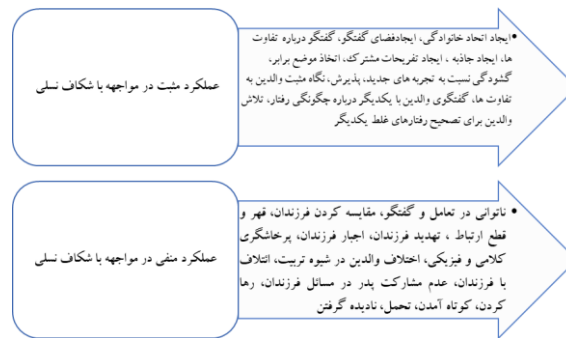 عملکرد مثبت در مواجهه با شکاف نسلی
•ایجاد اتحاد خانوادگی، ایجادفضای گفتگو، گفتگو درباره تفاوت
ها، ایجاد جاذبه ، ایجاد تفریحات مشترک، اتخاذ موضع برابر،
گشودگی نسبت به تجربه های جدید، پذیرش، نگاه مثبت والدین به
تفاوت ها، گفتگوی والدین با یکدیگر درباره چگونگی رفتار، تلاش
والدین برای تصحیح رفتارهای غلط یکدیگر
عملکرد منفی در مواجهه با شکاف نسلی
• ناتوانی در تعامل و گفتگو، مقایسه کردن فرزندان، قهر و
قطع ارتباط ، تهدید فرزندان، اجبار فرزندان، پرخاشگری
کلامی و فیزیکی، اختلاف والدین در شیوه تربیت، ائتلاف
با فرزندان، عدم مشارکت پدر در مسائل فرزندان، رها
کردن، کوتاه آمدن، تحمل، نادیده گرفتن